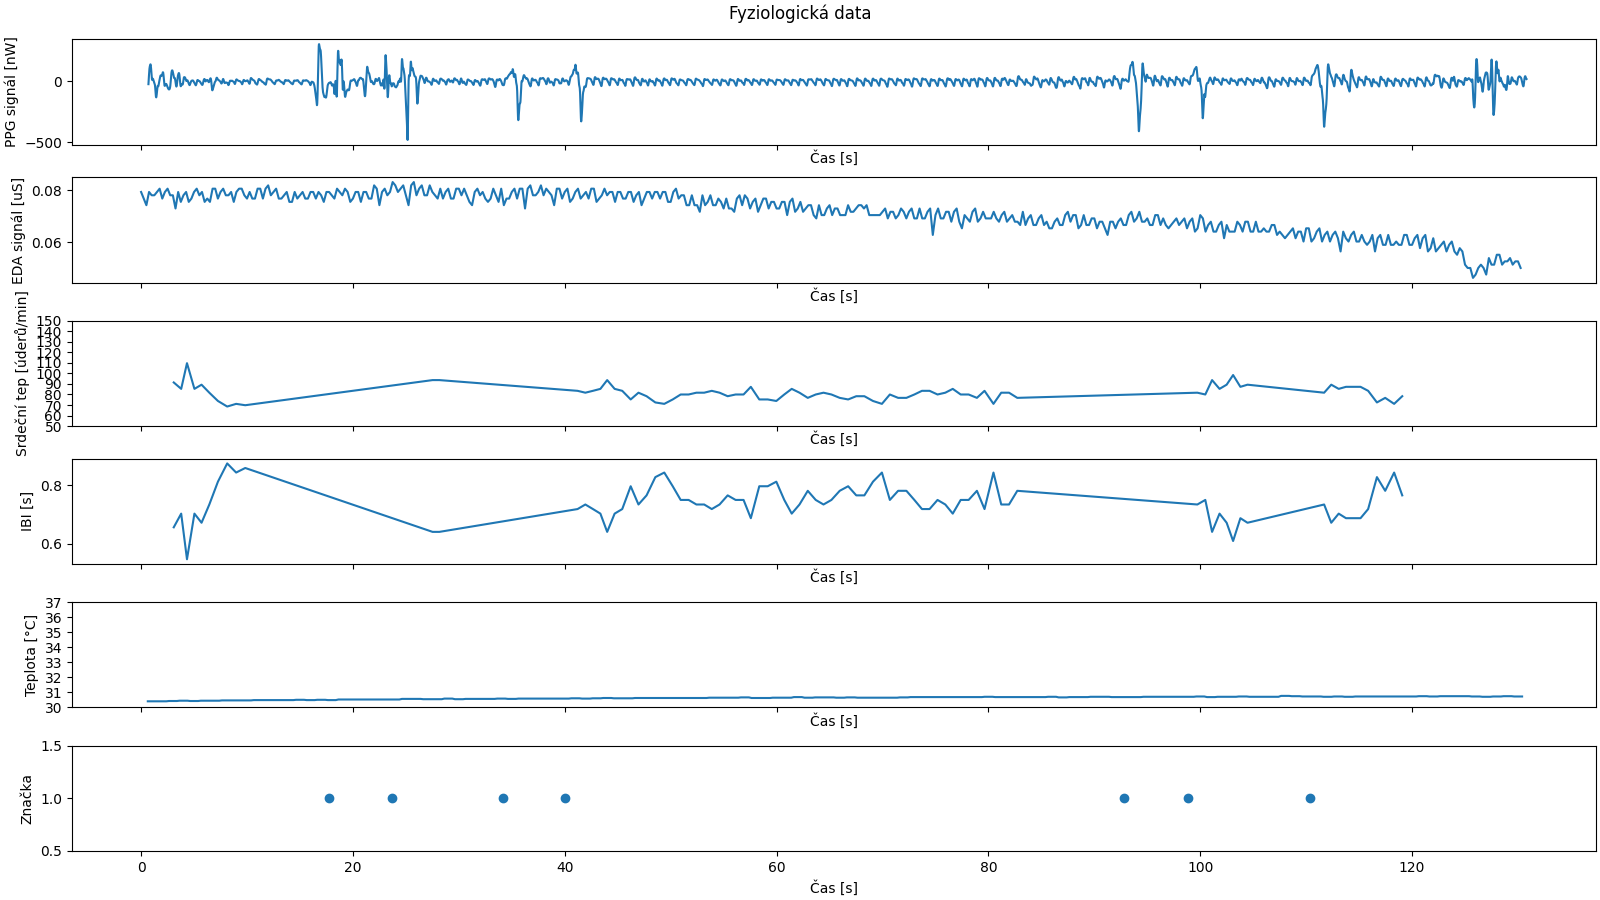 Fyziologická data
PPG signál [nW]
0
−500
Čas [s]
EDA signál [uS]
0.08
0.06
Čas [s]
Srdeční tep [úderů/min]
150
140
130
120
110
100
90
80
70
60
50
Čas [s]
IBI [s]
0.8
0.6
Čas [s]
Teplota [°C]
37
36
35
34
33
32
31
30
Čas [s]
Značka
1.5
1.0
0.5
0 20 40 60 80 100 120
Čas [s]